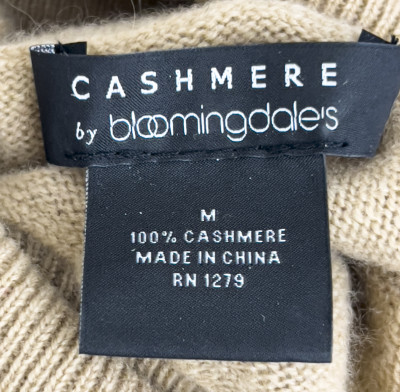 CASHMERE
by bloomingdale's
M
100% CASHMERE
MADE IN CHINA
RN 1279